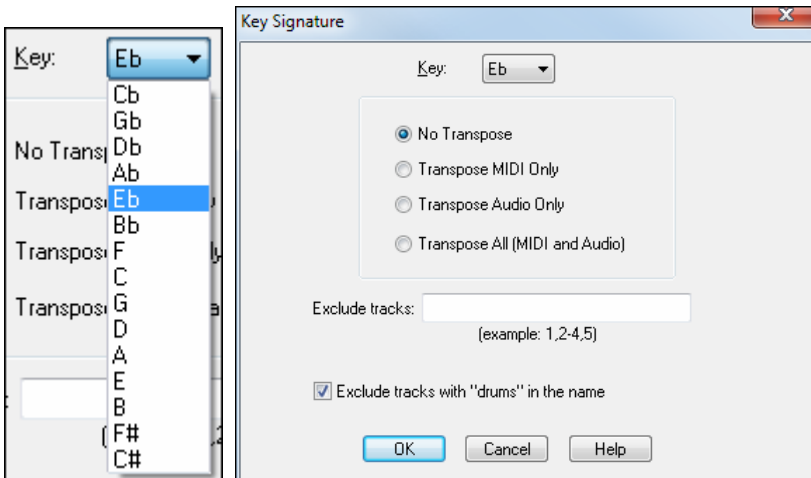 Key: Eb
Cb
Gb
Db
Ab
Eb
Bb
F
C
G
D
A
E
B
F#
C#
No Trans
Transpos
Transpos
Transpos
Key Signature
Key: Eb
No Transpose
Transpose MIDI Only
Transpose Audio Only
Transpose All (MIDI and Audio)
Exclude tracks:
(example: 1,2-4,5)
Exclude tracks with "drums" in the name
OK Cancel Help